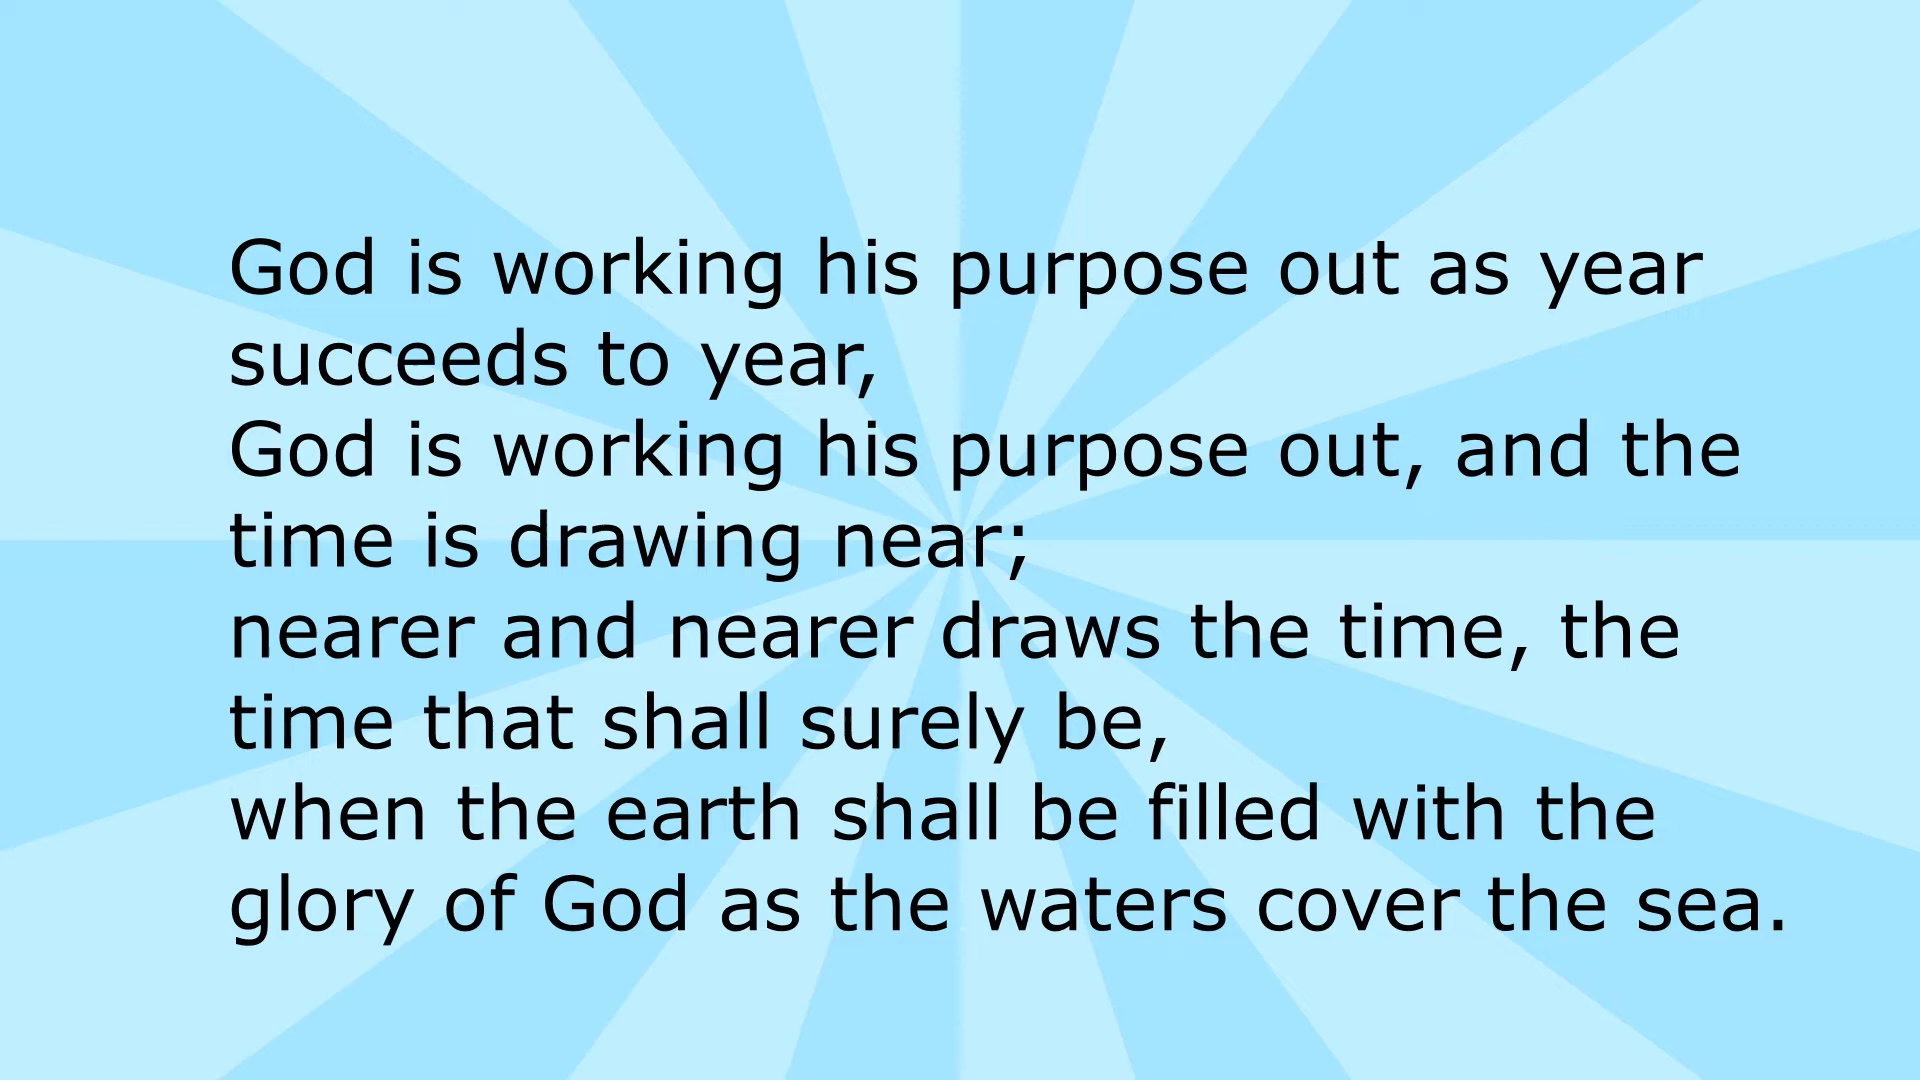 God is working his purpose out as year
succeeds to year,
God is working his purpose out, and the
time is drawing near;
nearer and nearer draws the time, the
time that shall surely be,
when the earth shall be filled with the
glory of God as the waters cover the sea.